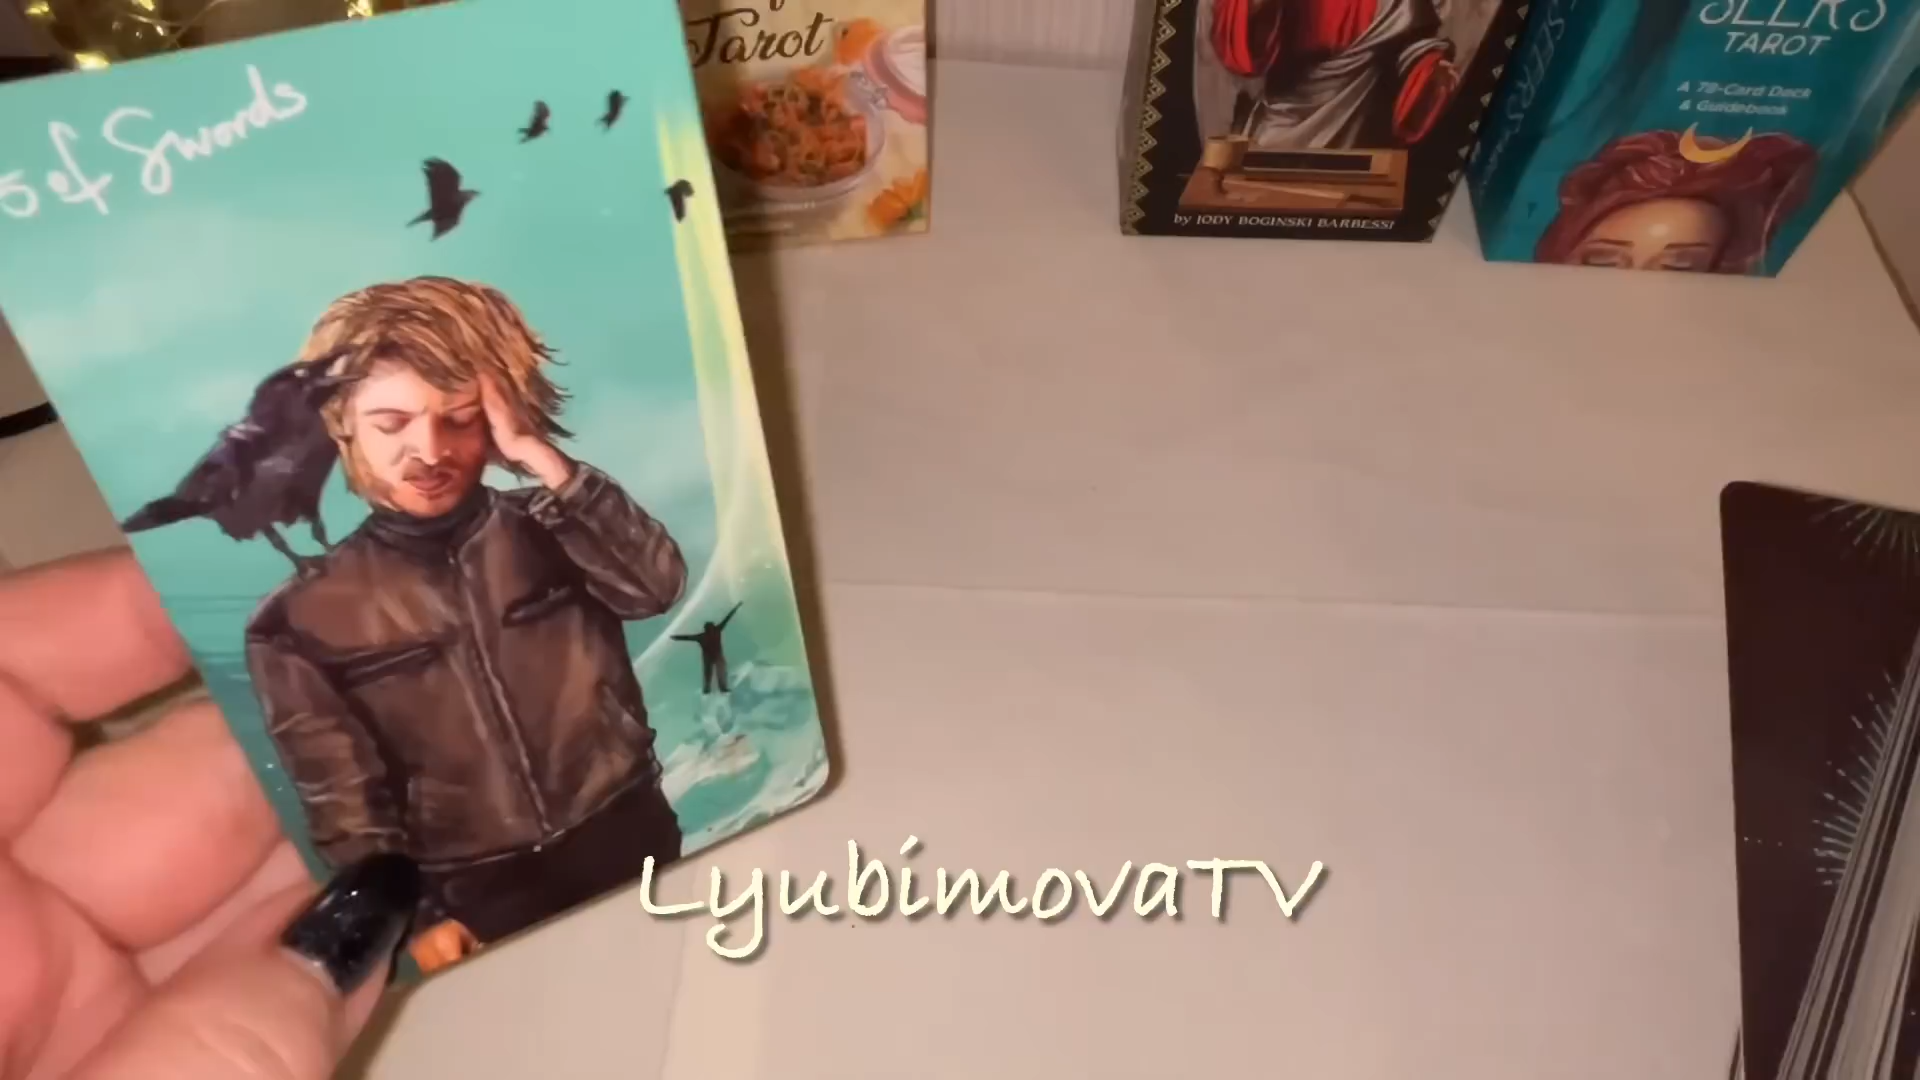 5 of Swords
Tarot
by JODY BOGINSKI BARBESSI
SEERS
TAROT
A 78-Card Deck
& Guidebook
LyubimovaTV